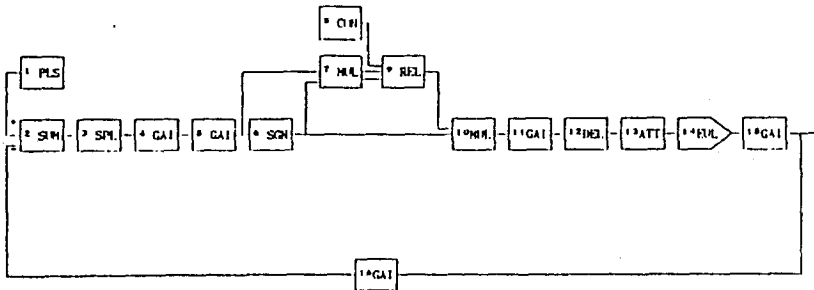 8 CON
1 PLS
7 MUL
9 REL
+
2 SUM
3 SPL
4 GAI
5 GAI
6 SGN
10 MUL
11 GAI
12 DEL
13 ATT
14 EUL
15 GAI
16 GAI